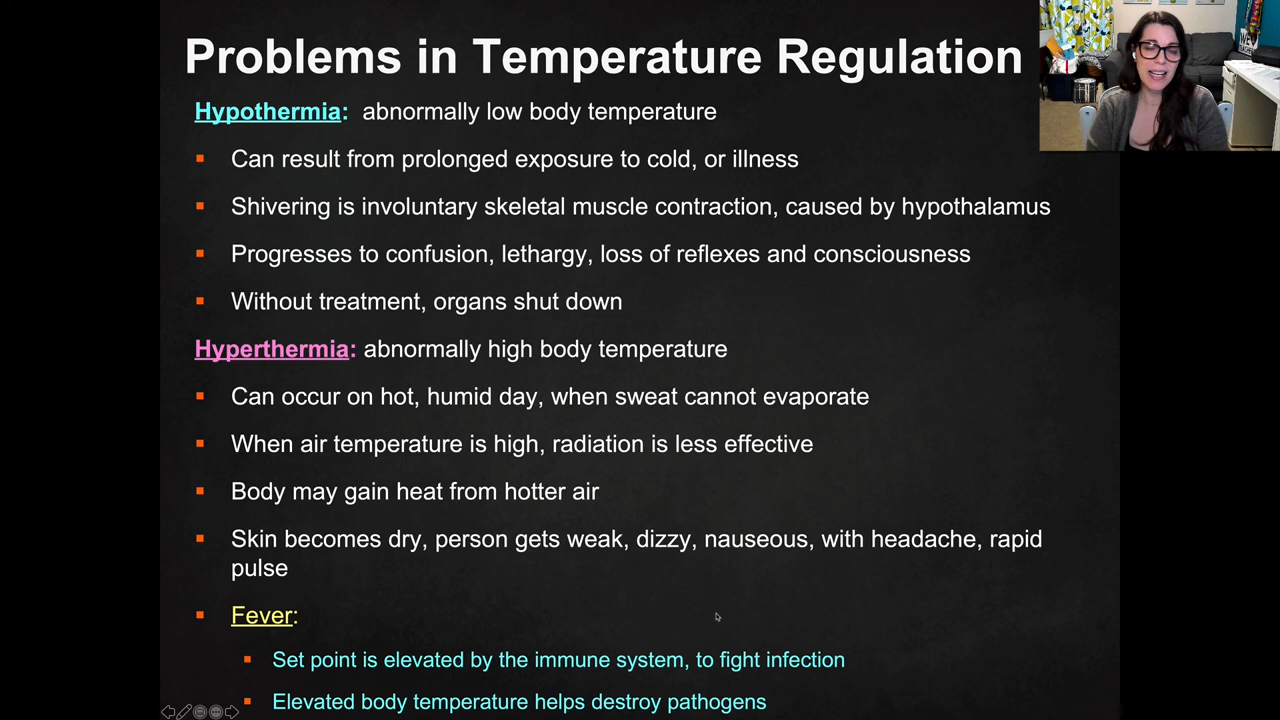 Problems in Temperature Regulation
Hypothermia: abnormally low body temperature
▪ Can result from prolonged exposure to cold, or illness
▪ Shivering is involuntary skeletal muscle contraction, caused by hypothalamus
▪ Progresses to confusion, lethargy, loss of reflexes and consciousness
▪ Without treatment, organs shut down
Hyperthermia: abnormally high body temperature
▪ Can occur on hot, humid day, when sweat cannot evaporate
▪ When air temperature is high, radiation is less effective
▪ Body may gain heat from hotter air
▪ Skin becomes dry, person gets weak, dizzy, nauseous, with headache, rapid
pulse
▪ Fever:
▪ Set point is elevated by the immune system, to fight infection
▪ Elevated body temperature helps destroy pathogens